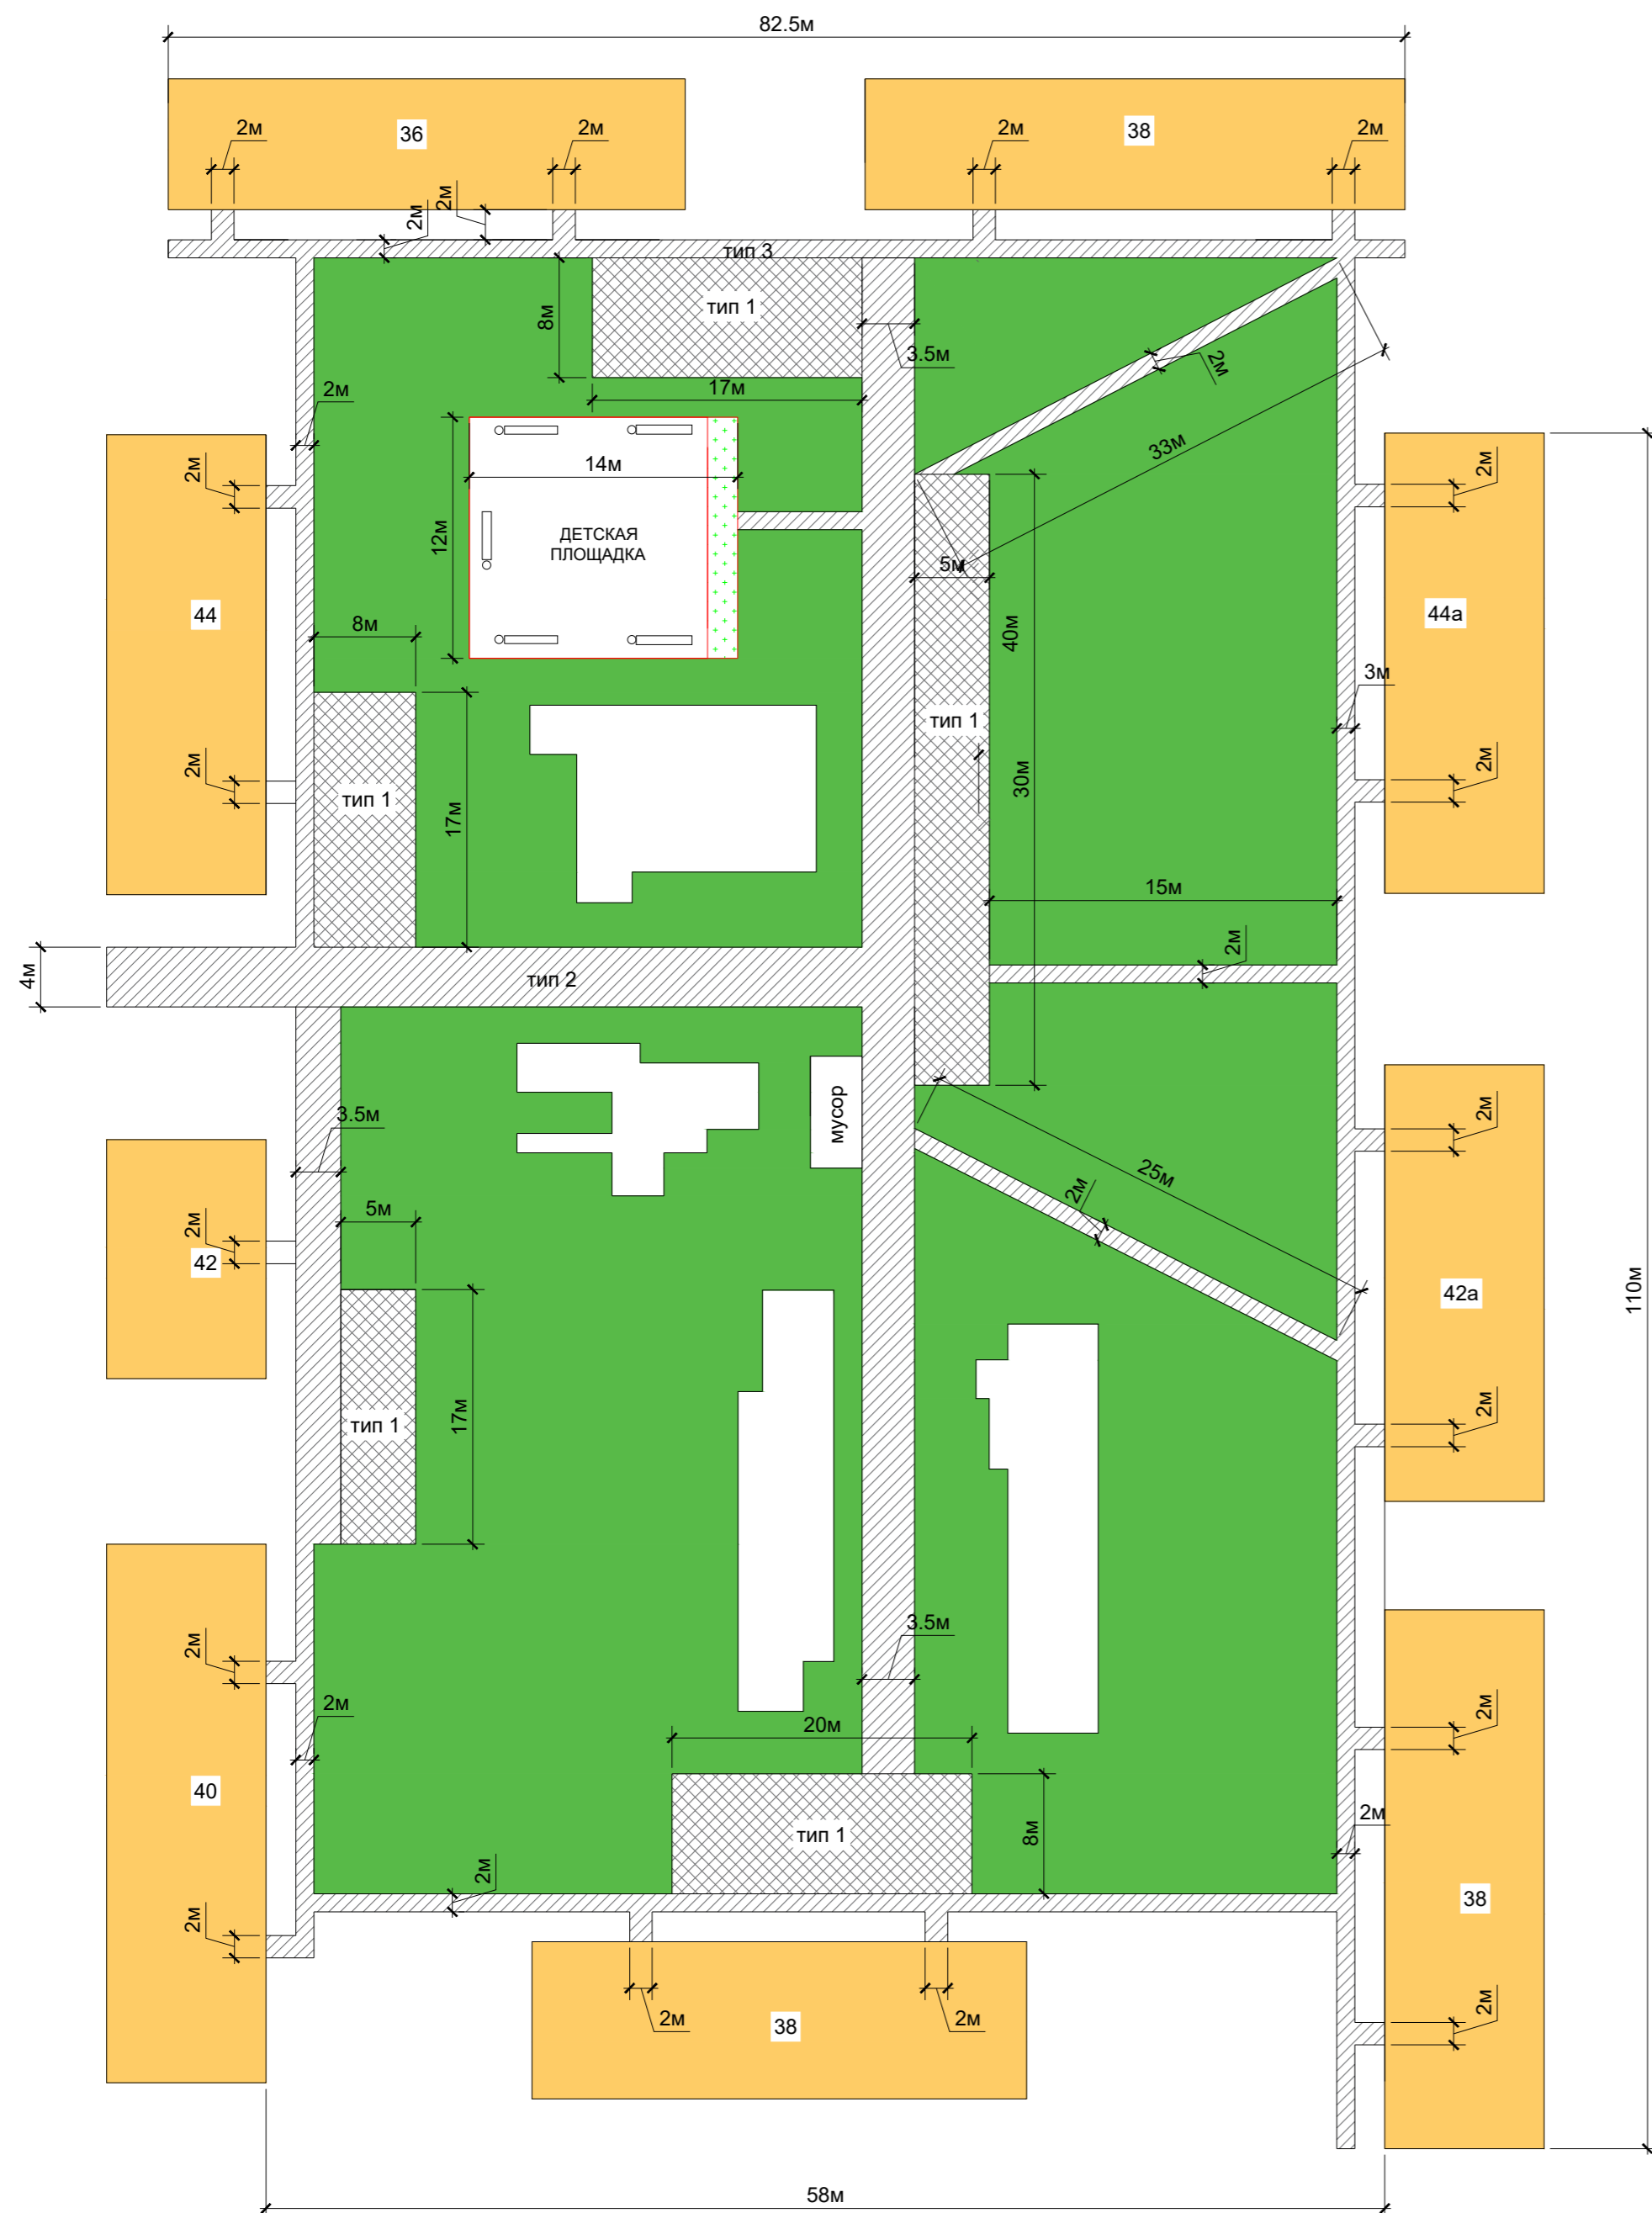 82.5м
36
38
2м
2м
2м
2м
2м
2м
тип 3
тип 1
8м
3.5м
17м
2м
2м
33м
14м
12м
ДЕТСКАЯ
ПЛОЩАДКА
2м
2м
5м
44
44а
8м
40м
3м
тип 1
2м
2м
30м
тип 1
17м
15м
2м
4м
тип 2
мусор
3.5м
2м
25м
2м
5м
2м
42
42а
110м
17м
тип 1
2м
3.5м
2м
2м
2м
20м
40
тип 1
8м
2м
2м
38
2м
2м
2м
2м
38
58м